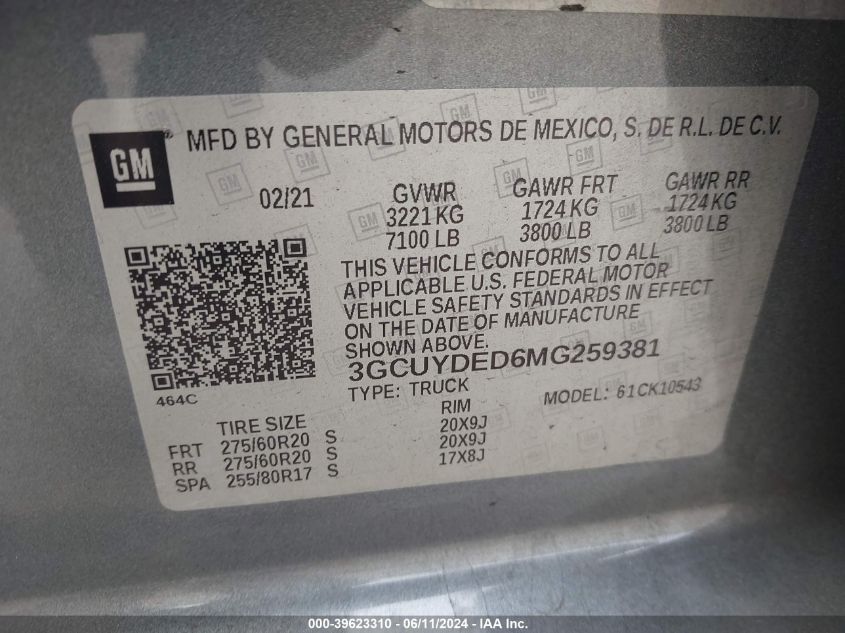 GM® MFD BY GENERAL MOTORS DE MEXICO, S. DE R.L. DE C.V.
02/21 GVWR GAWR FRT GAWR RR
3221 KG 1724 KG 1724 KG
7100 LB 3800 LB 3800 LB
THIS VEHICLE CONFORMS TO ALL
APPLICABLE U.S. FEDERAL MOTOR
VEHICLE SAFETY STANDARDS IN EFFECT
ON THE DATE OF MANUFACTURE
SHOWN ABOVE.
3GCUYDED6MG259381
464C
TYPE: TRUCK MODEL: 61CK10543
TIRE SIZE RIM
FRT 275/60R20 S 20X9J
RR 275/60R20 S 20X9J
SPA 255/80R17 S 17X8J
000-39623310 - 06/11/2024 - © IAA Inc.